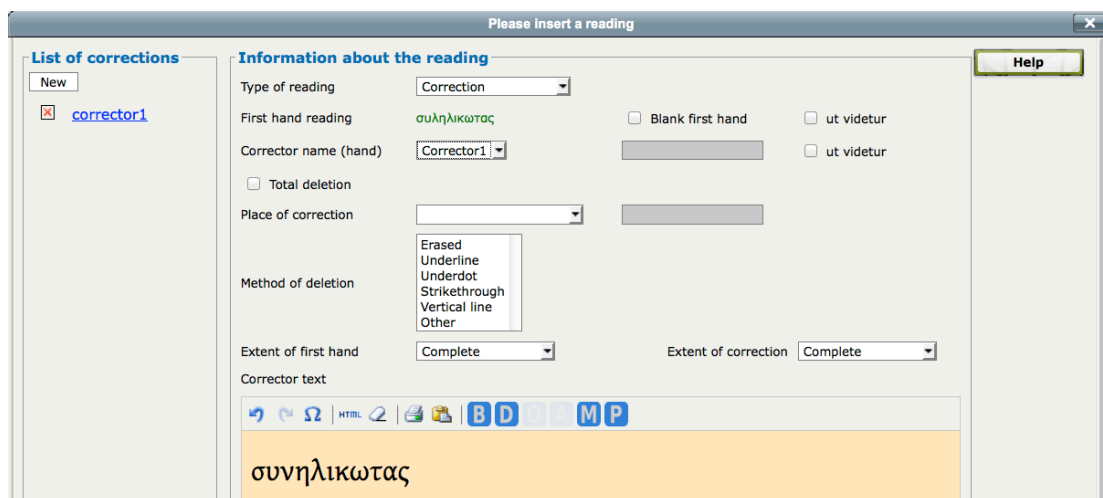 Please insert a reading
List of corrections
New
corrector1
Information about the reading
Help
Type of reading Correction
First hand reading συληλικωτας Blank first hand ut videtur
Corrector name (hand) Corrector1 ut videtur
Total deletion
Place of correction
Method of deletion
Erased
Underline
Underdot
Strikethrough
Vertical line
Other
Extent of first hand Complete Extent of correction Complete
Corrector text
Ω HTML B D O A M P
συνηλικωτας